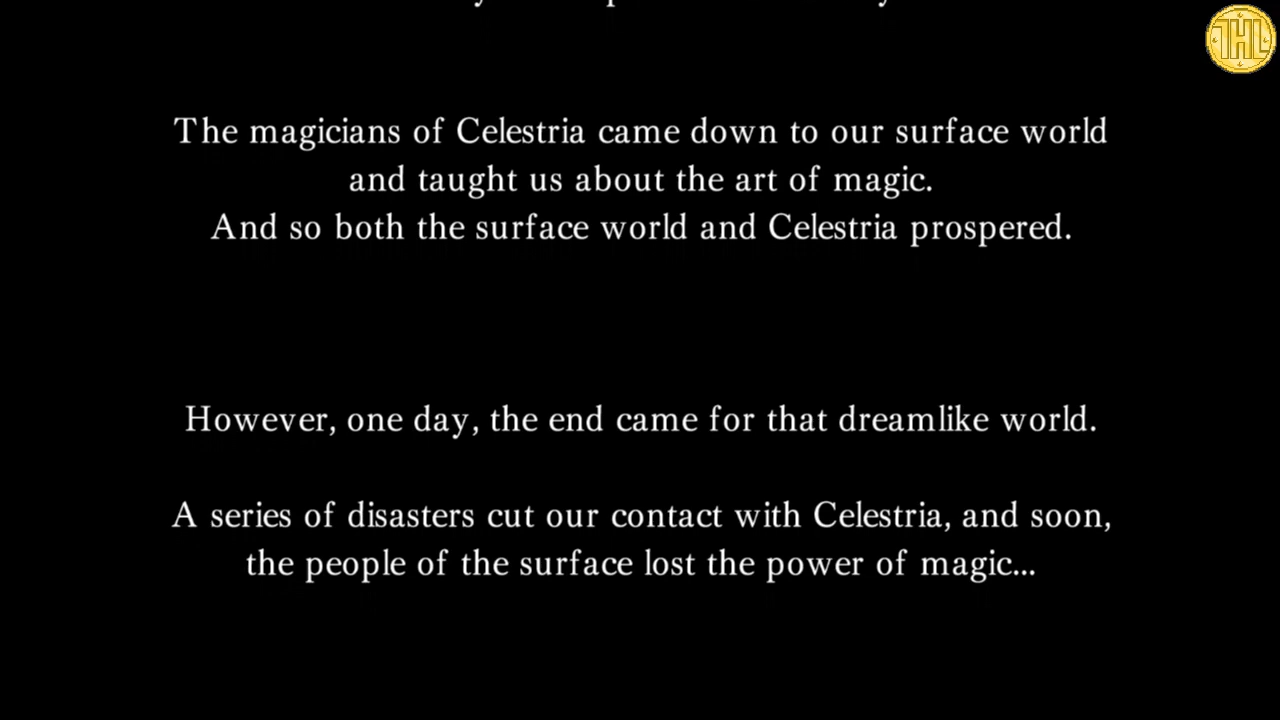 The magicians of Celestria came down to our surface world
and taught us about the art of magic.
And so both the surface world and Celestria prospered.
However, one day, the end came for that dreamlike world.
A series of disasters cut our contact with Celestria, and soon,
the people of the surface lost the power of magic...
THL